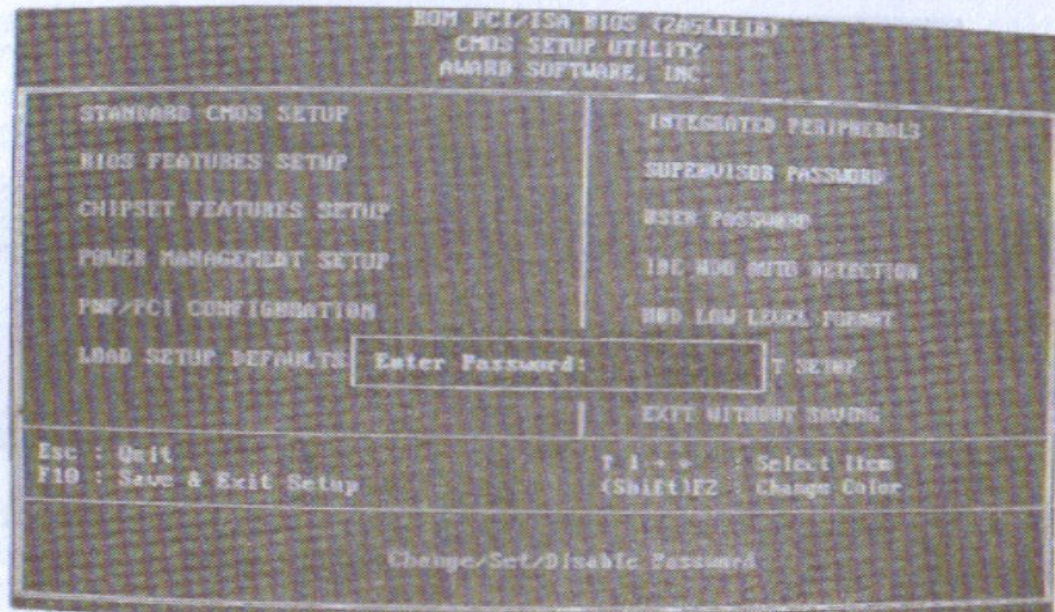 ROM PCI/ISA BIOS (2A5LELIB)
CMOS SETUP UTILITY
AWARD SOFTWARE, INC.
STANDARD CMOS SETUP
BIOS FEATURES SETUP
CHIPSET FEATURES SETUP
POWER MANAGEMENT SETUP
PNP/PCI CONFIGURATION
LOAD SETUP DEFAULTS
INTEGRATED PERIPHERALS
SUPERVISOR PASSWORD
USER PASSWORD
IDE HDD AUTO DETECTION
HDD LOW LEVEL FORMAT
T SETUP
EXIT WITHOUT SAVING
Enter Password:
Esc : Quit
F10 : Save & Exit Setup
↑ ↓ → ← : Select Item
(Shift)F2 : Change Color
Change/Set/Disable Password